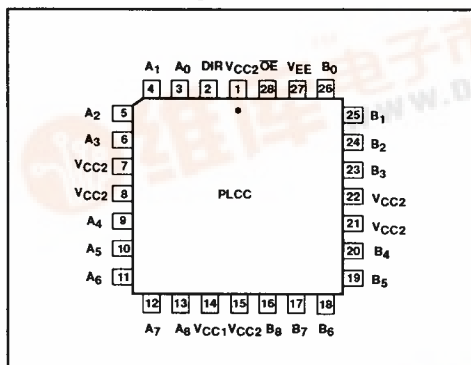 A1 A0 DIR VCC2 OE VEE B0
4 3 2 1 28 27 26
A2 5 25 B1
A3 6 24 B2
VCC2 7 23 B3
VCC2 8 PLCC 22 VCC2
A4 9 21 VCC2
A5 10 20 B4
A6 11 19 B5
12 13 14 15 16 17 18
A7 A8 VCC1 VCC2 B8 B7 B6